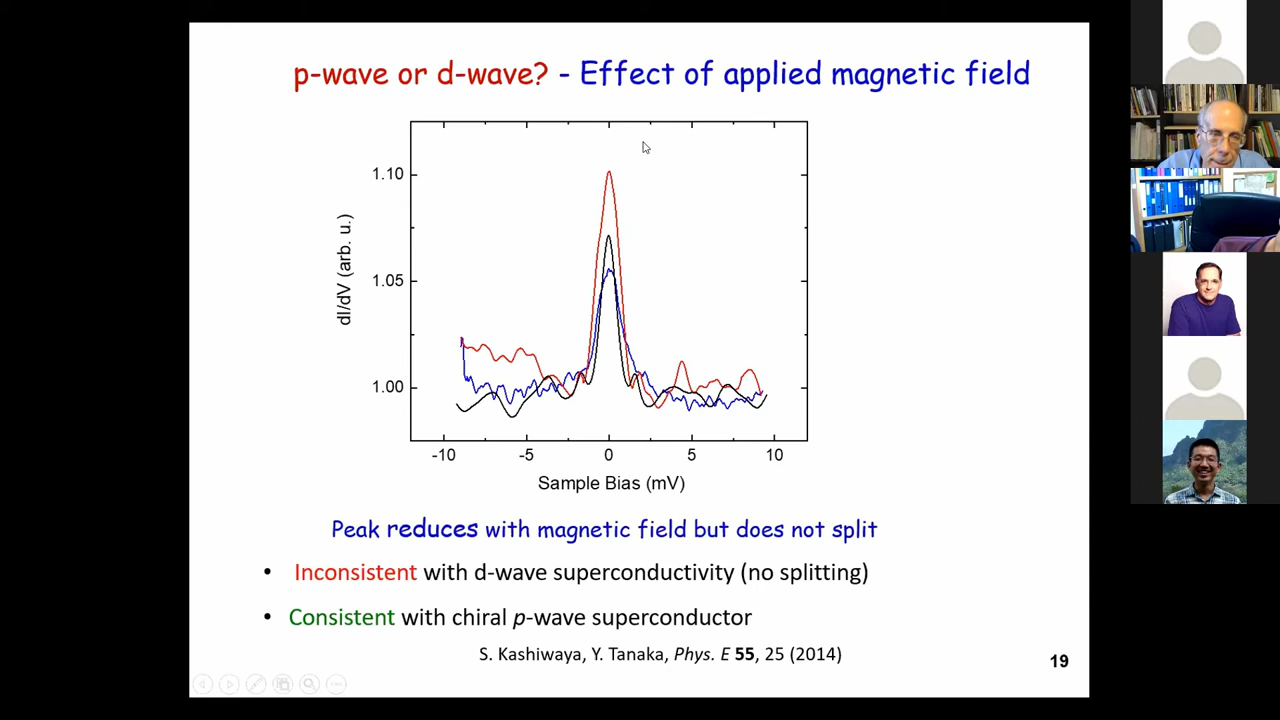 p-wave or d-wave? - Effect of applied magnetic field
1.10
1.05
1.00
dI/dV (arb. u.)
-10 -5 0 5 10
Sample Bias (mV)
Peak reduces with magnetic field but does not split
• Inconsistent with d-wave superconductivity (no splitting)
• Consistent with chiral p-wave superconductor
S. Kashiwaya, Y. Tanaka, Phys. E 55, 25 (2014)
19